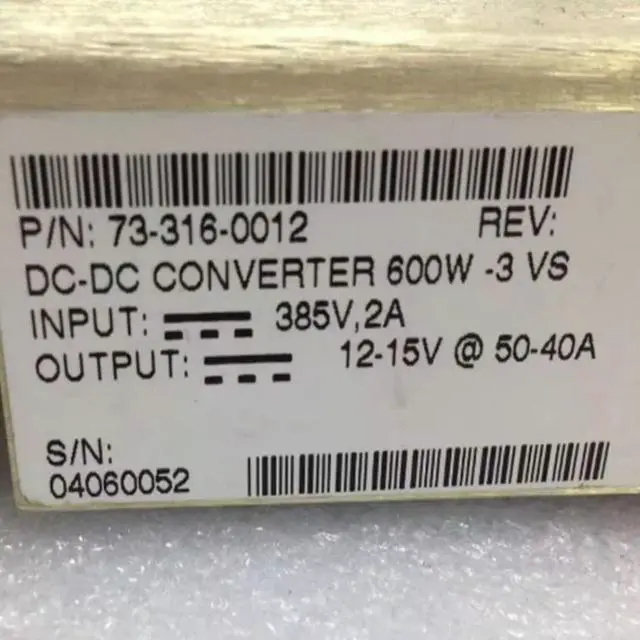 P/N: 73-316-0012 REV:
DC-DC CONVERTER 600W -3 VS
INPUT: 385V,2A
OUTPUT: 12-15V @ 50-40A
S/N:
04060052